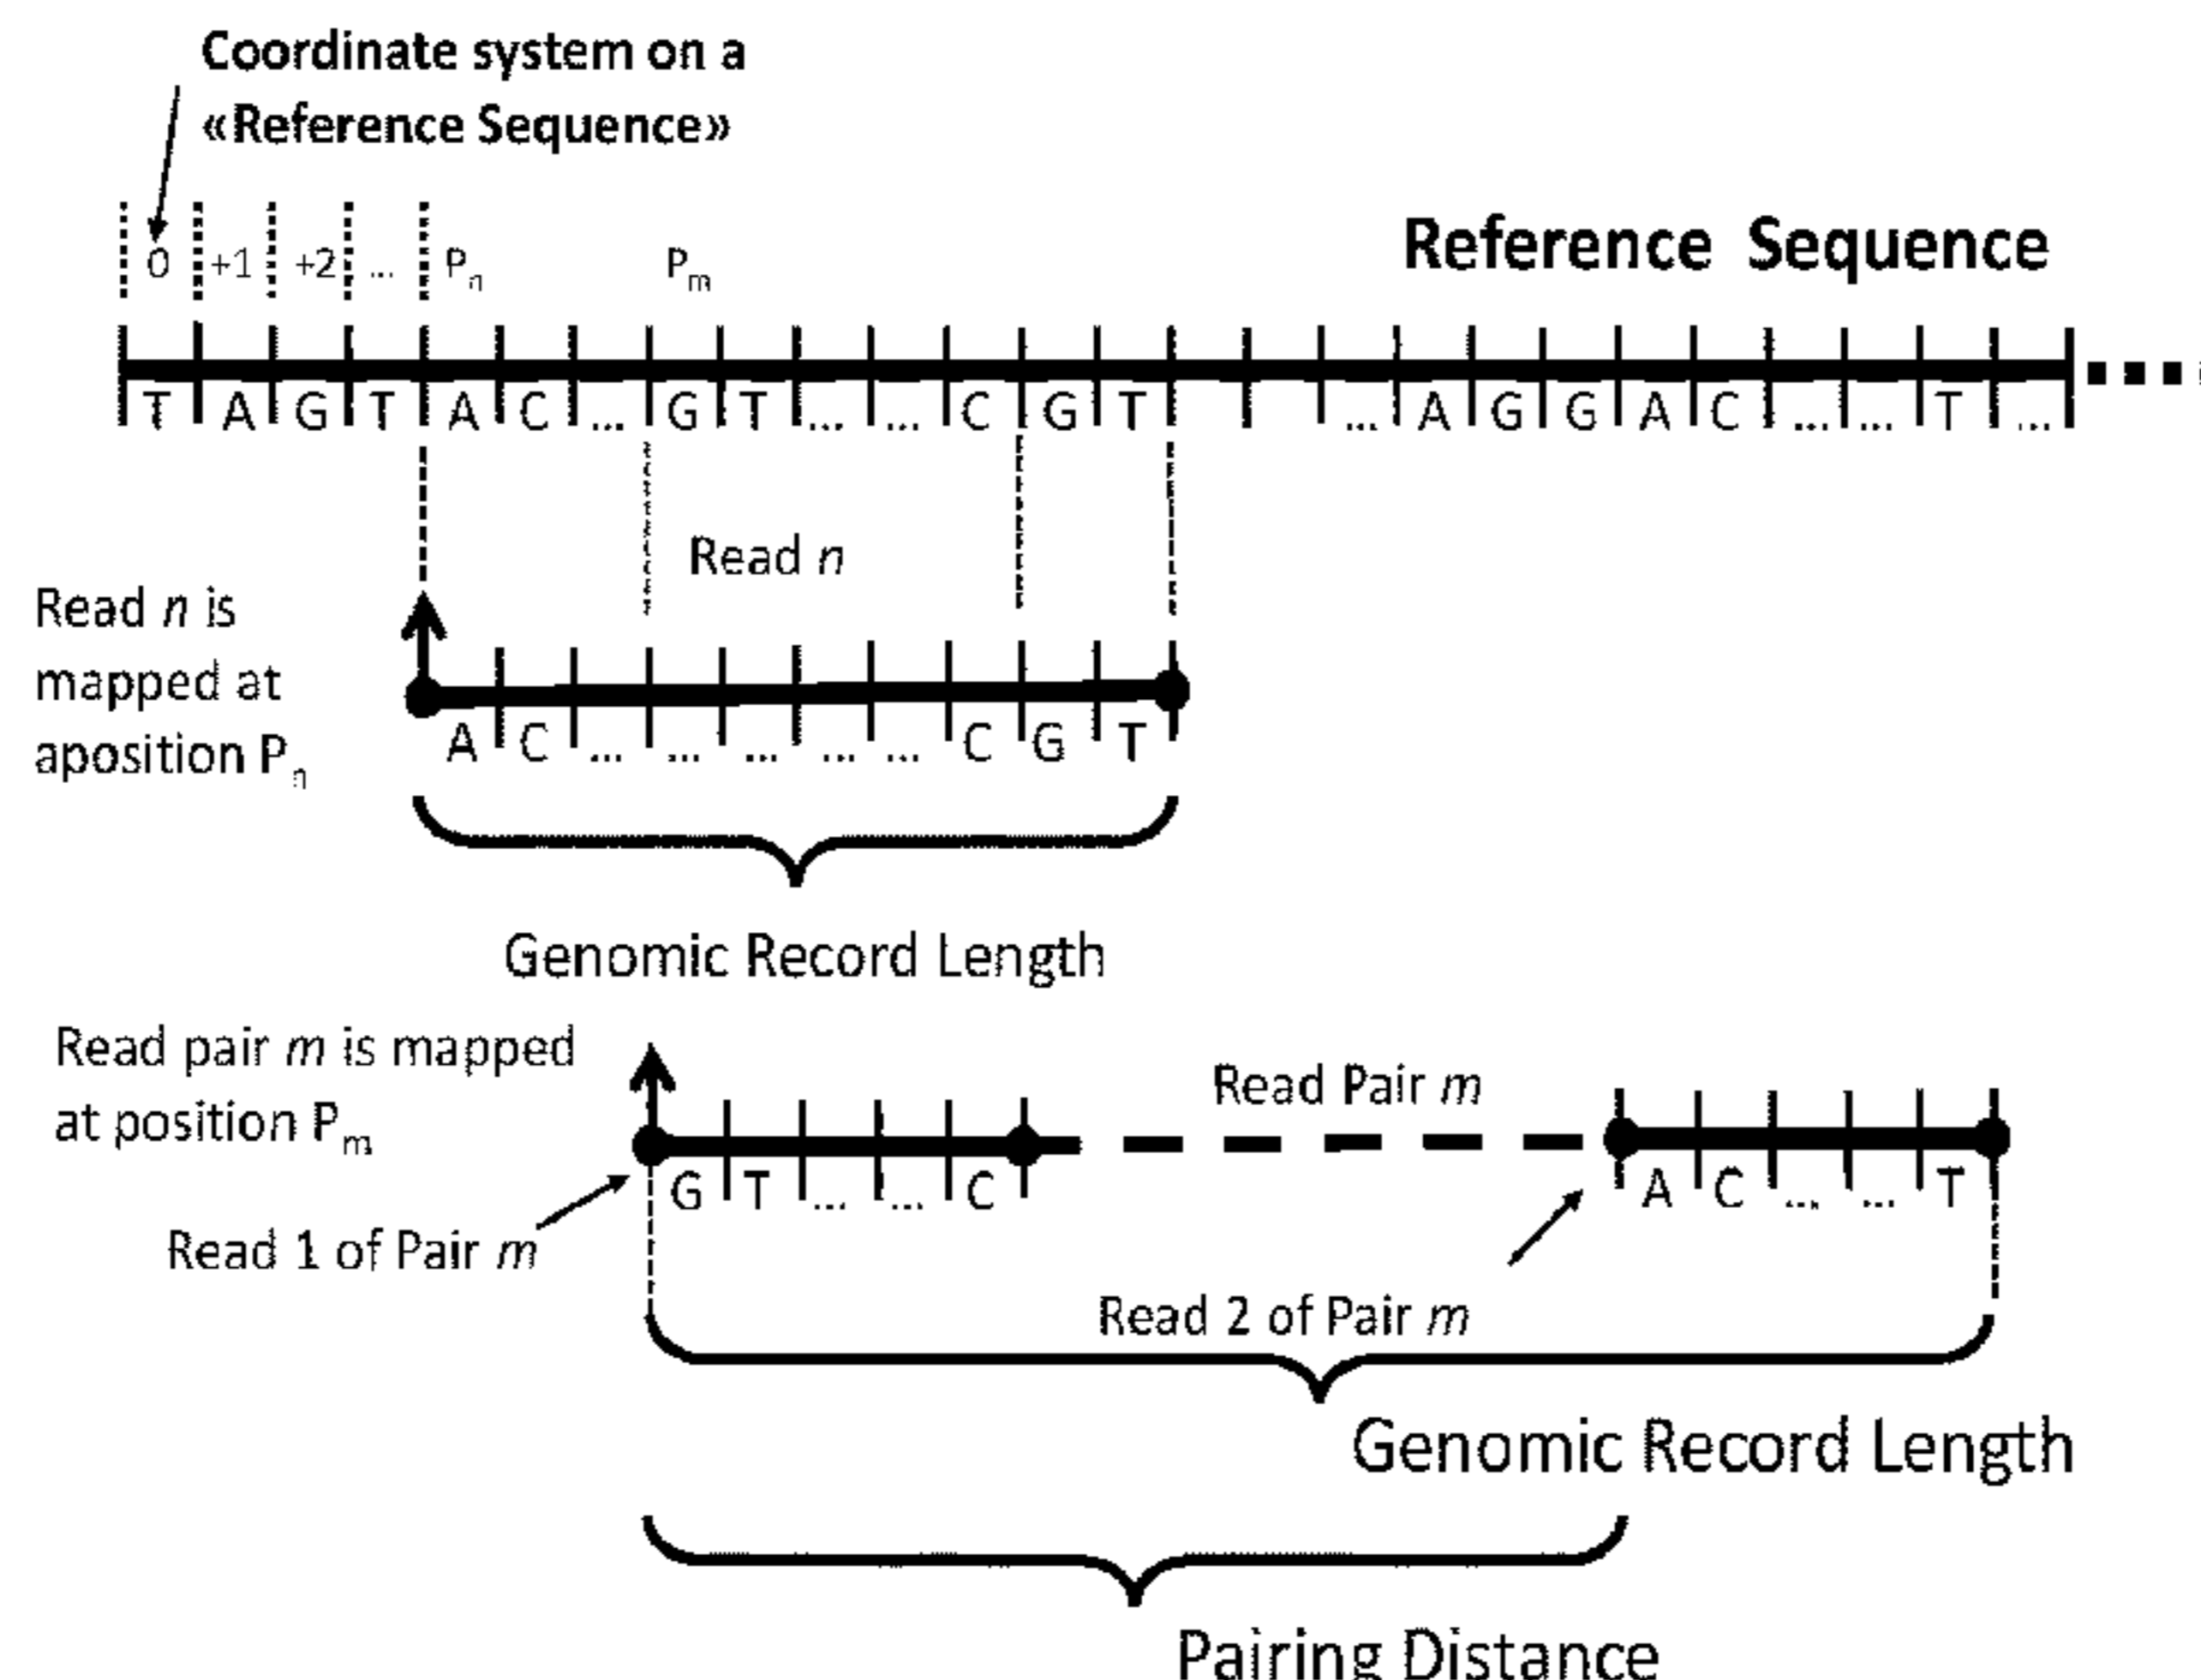 Coordinate system on a
«Reference Sequence»
0 +1 +2 ... Pn Pm
Reference Sequence
T A G T A C ... G T ... ... C G T ... A G G A C ... ... T ...
Read n
Read n is
mapped at
aposition Pn
A C ... ... ... ... ... C G T
Genomic Record Length
Read pair m is mapped
at position Pm
Read Pair m
G T ... ... C
A C ... ... T
Read 1 of Pair m
Read 2 of Pair m
Genomic Record Length
Pairing Distance